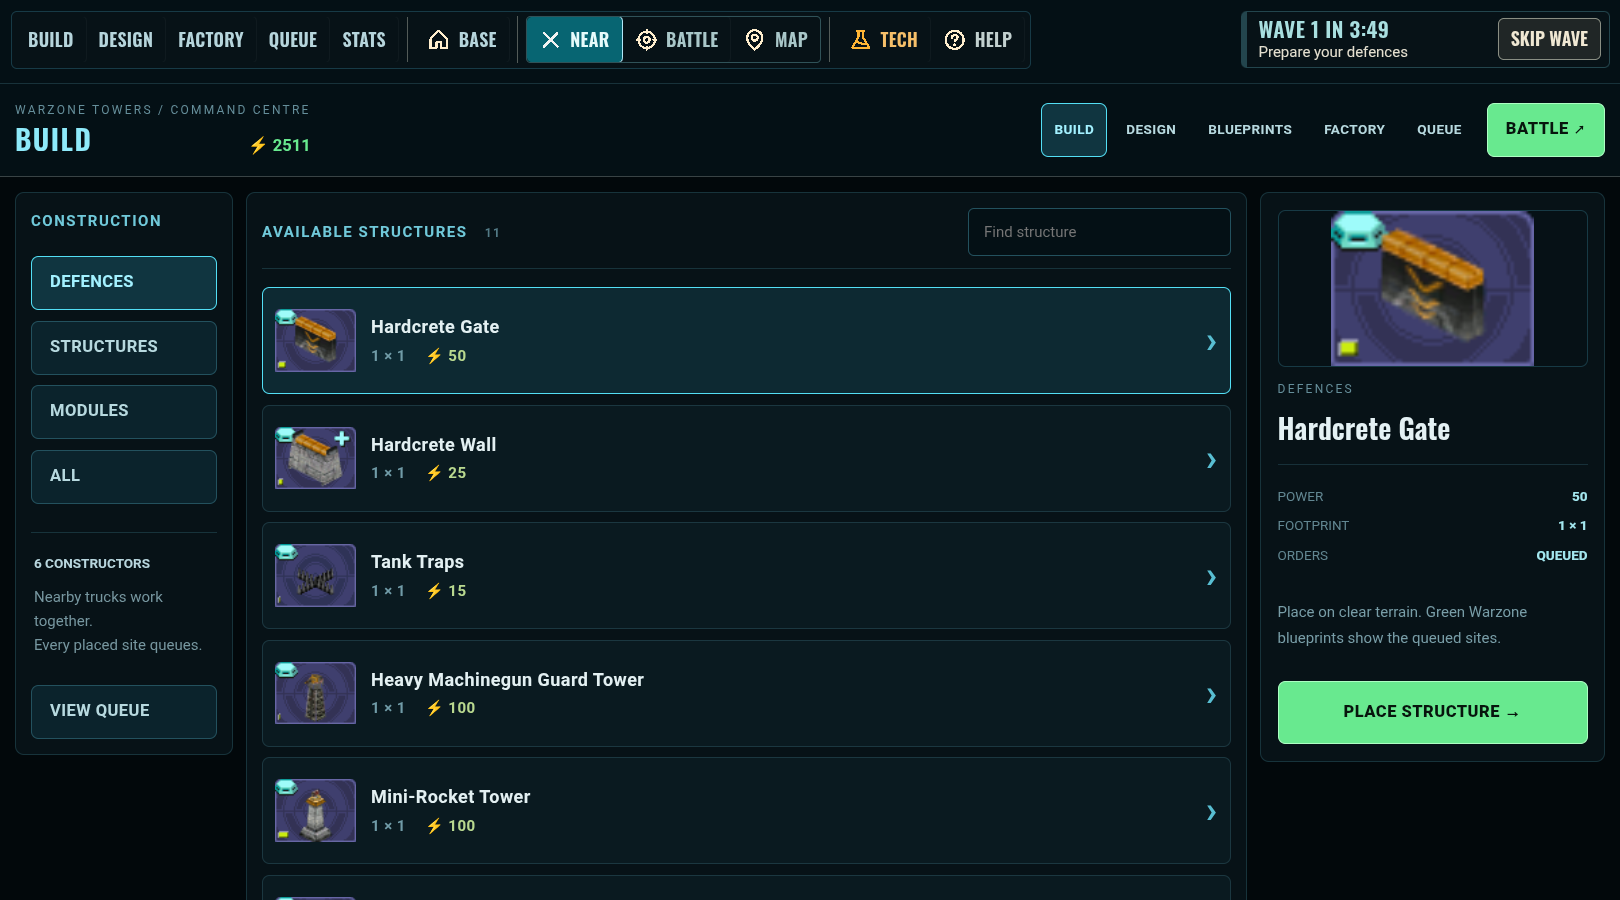 BUILD DESIGN FACTORY QUEUE STATS BASE NEAR BATTLE MAP TECH HELP
WAVE 1 IN 3:49
Prepare your defences
SKIP WAVE
WARZONE TOWERS / COMMAND CENTRE
BUILD ⚡ 2511
BUILD DESIGN BLUEPRINTS FACTORY QUEUE BATTLE ↗
CONSTRUCTION
DEFENCES
STRUCTURES
MODULES
ALL
6 CONSTRUCTORS
Nearby trucks work
together.
Every placed site queues.
VIEW QUEUE
AVAILABLE STRUCTURES 11
Find structure
Hardcrete Gate
1 × 1 ⚡ 50
Hardcrete Wall
1 × 1 ⚡ 25
Tank Traps
1 × 1 ⚡ 15
Heavy Machinegun Guard Tower
1 × 1 ⚡ 100
Mini-Rocket Tower
1 × 1 ⚡ 100
DEFENCES
Hardcrete Gate
POWER 50
FOOTPRINT 1 × 1
ORDERS QUEUED
Place on clear terrain. Green Warzone
blueprints show the queued sites.
PLACE STRUCTURE →